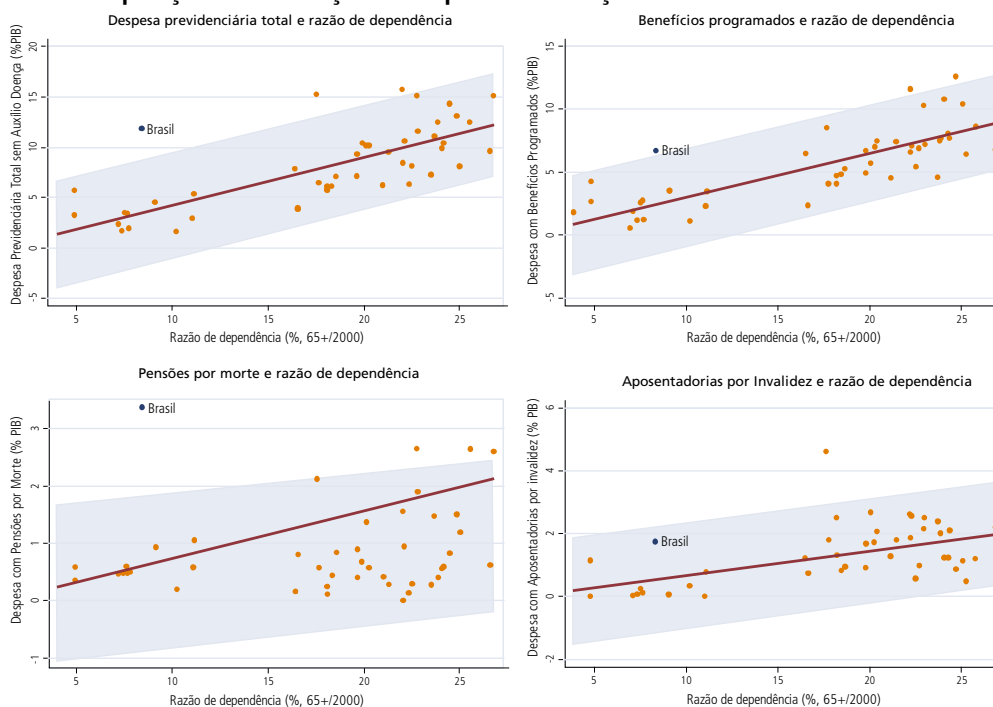 Despesa previdenciária total e razão de dependência
Despesa Previdenciária Total sem Auxílio Doença (%PIB)
20
15
10
5
0
-5
Brasil
5 10 15 20 25
Razão de dependência (%, 65+/2000)
Benefícios programados e razão de dependência
Despesa com Benefícios Programados (%PIB)
15
10
5
0
-5
Brasil
5 10 15 20 25
Razão de dependência (%, 65+/2000)
Pensões por morte e razão de dependência
Despesa com Pensões por Morte (% PIB)
3
2
1
0
-1
Brasil
5 10 15 20 25
Razão de dependência (%, 65+/2000)
Aposentadorias por Invalidez e razão de dependência
Despesa com Aposentadorias por invalidez (% PIB)
6
4
2
0
-2
Brasil
5 10 15 20 25
Razão de dependência (%, 65+/2000)